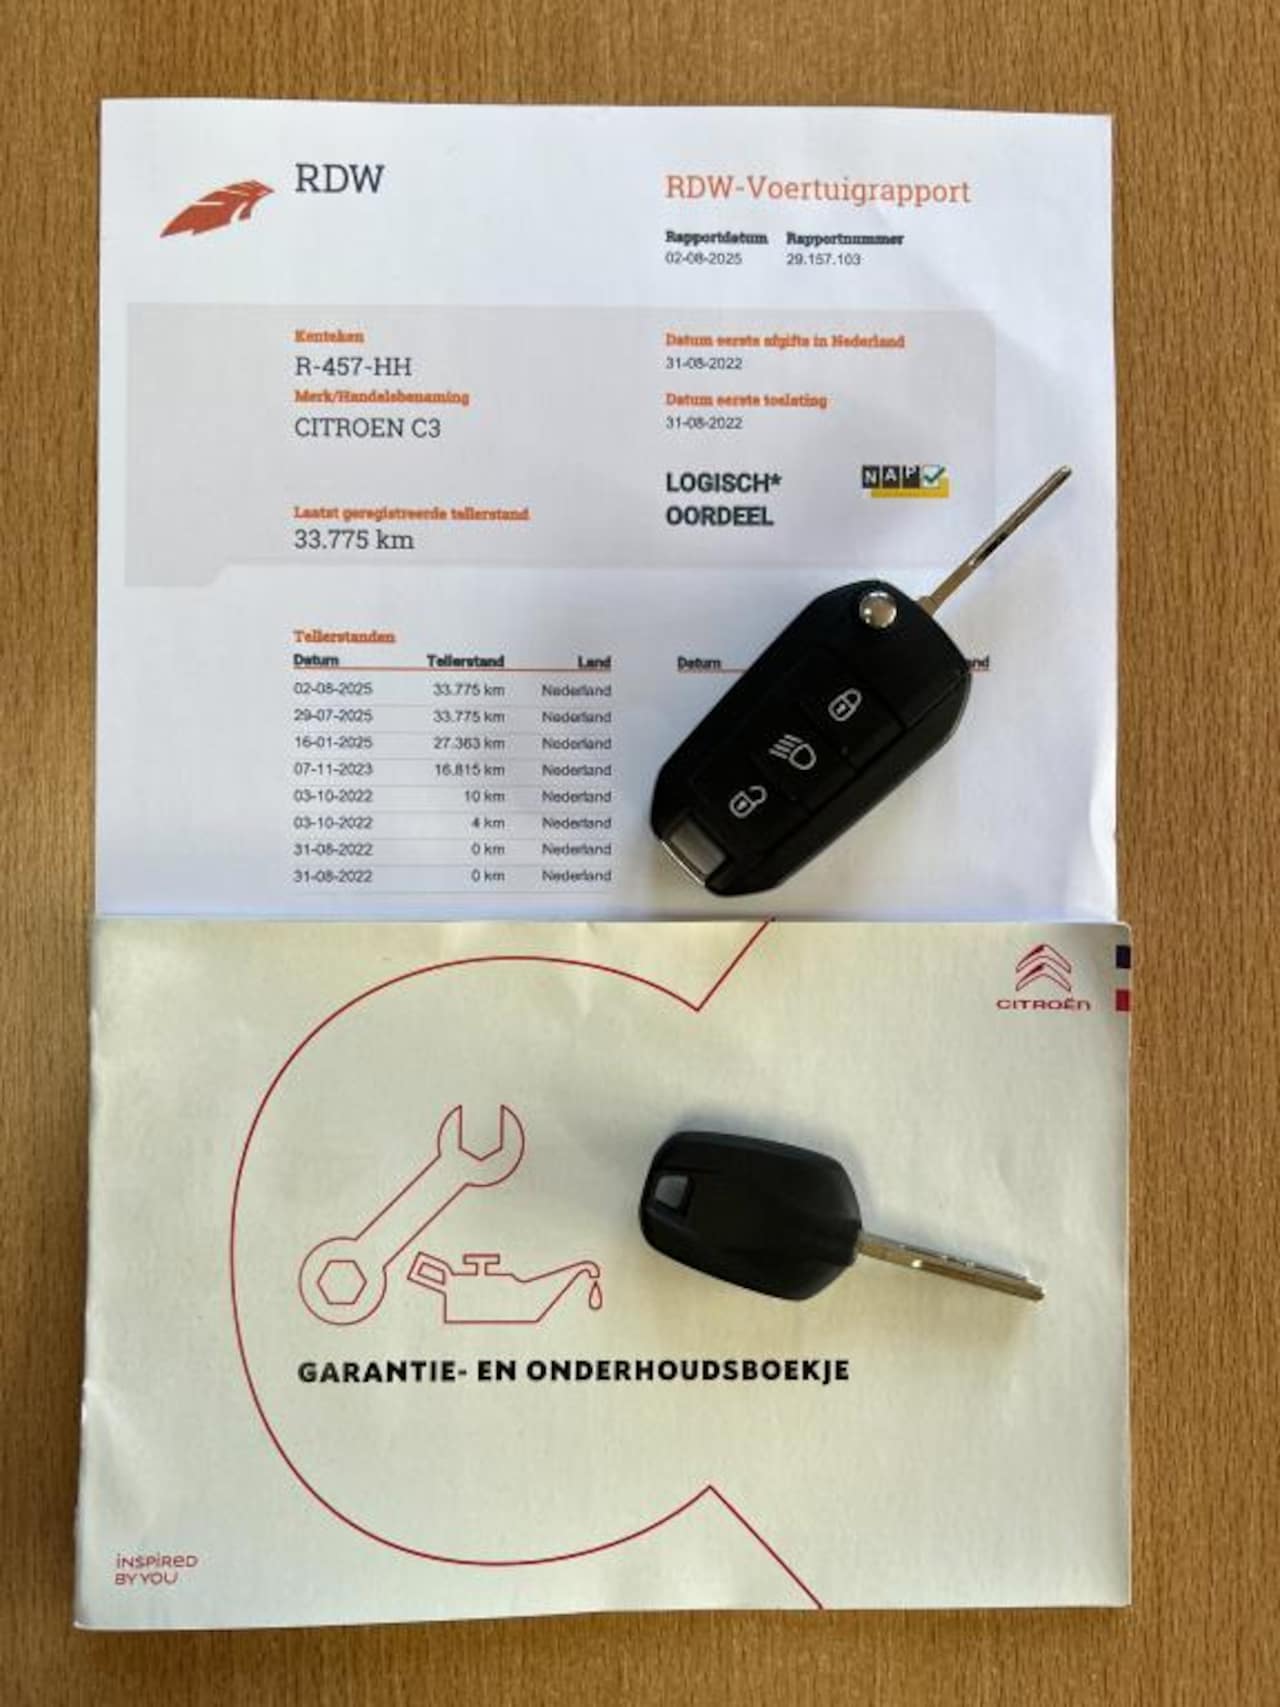 RDW
RDW-Voertuigrapport
Rapportdatum Rapportnummer
02-08-2025 29.157.103
Kenteken
R-457-HH
Merk/Handelsbenaming
CITROEN C3
Datum eerste afgifte in Nederland
31-08-2022
Datum eerste toelating
31-08-2022
LOGISCH*
OORDEEL
NAP
Laatst geregistreerde tellerstand
33.775 km
Tellerstanden
Datum Tellerstand Land
02-08-2025 33.775 km Nederland
29-07-2025 33.775 km Nederland
16-01-2025 27.363 km Nederland
07-11-2023 16.815 km Nederland
03-10-2022 10 km Nederland
03-10-2022 4 km Nederland
31-08-2022 0 km Nederland
31-08-2022 0 km Nederland
Datum
CITROËN
GARANTIE- EN ONDERHOUDSBOEKJE
INSPIRED
BY YOU